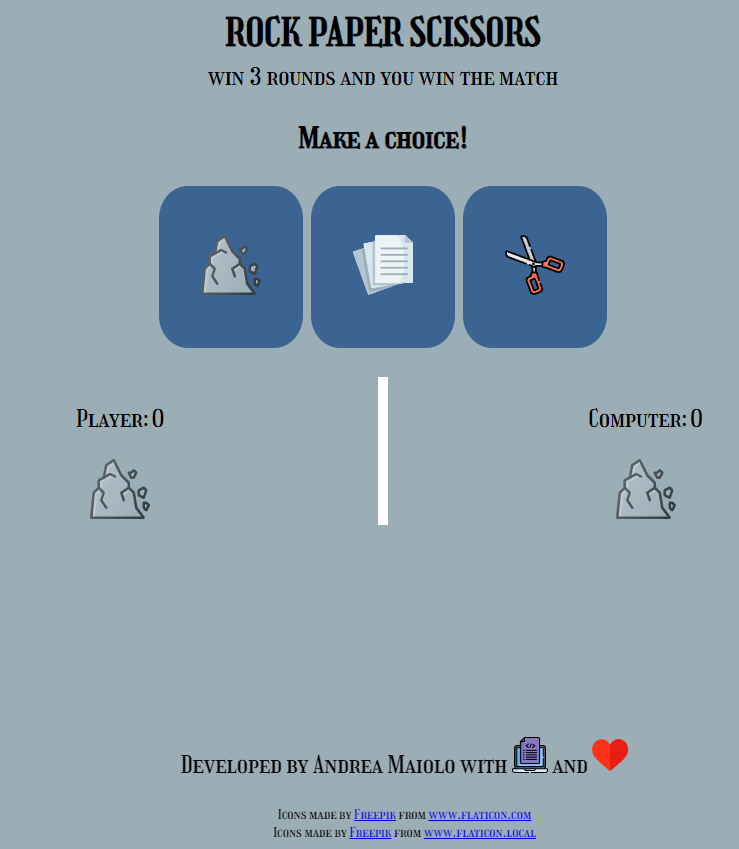 ROCK PAPER SCISSORS
WIN 3 ROUNDS AND YOU WIN THE MATCH
MAKE A CHOICE!
PLAYER: 0
COMPUTER: 0
DEVELOPED BY ANDREA MAIOLO WITH AND
ICONS MADE BY FREEPIK FROM WWW.FLATICON.COM
ICONS MADE BY FREEPIK FROM WWW.FLATICON.LOCAL